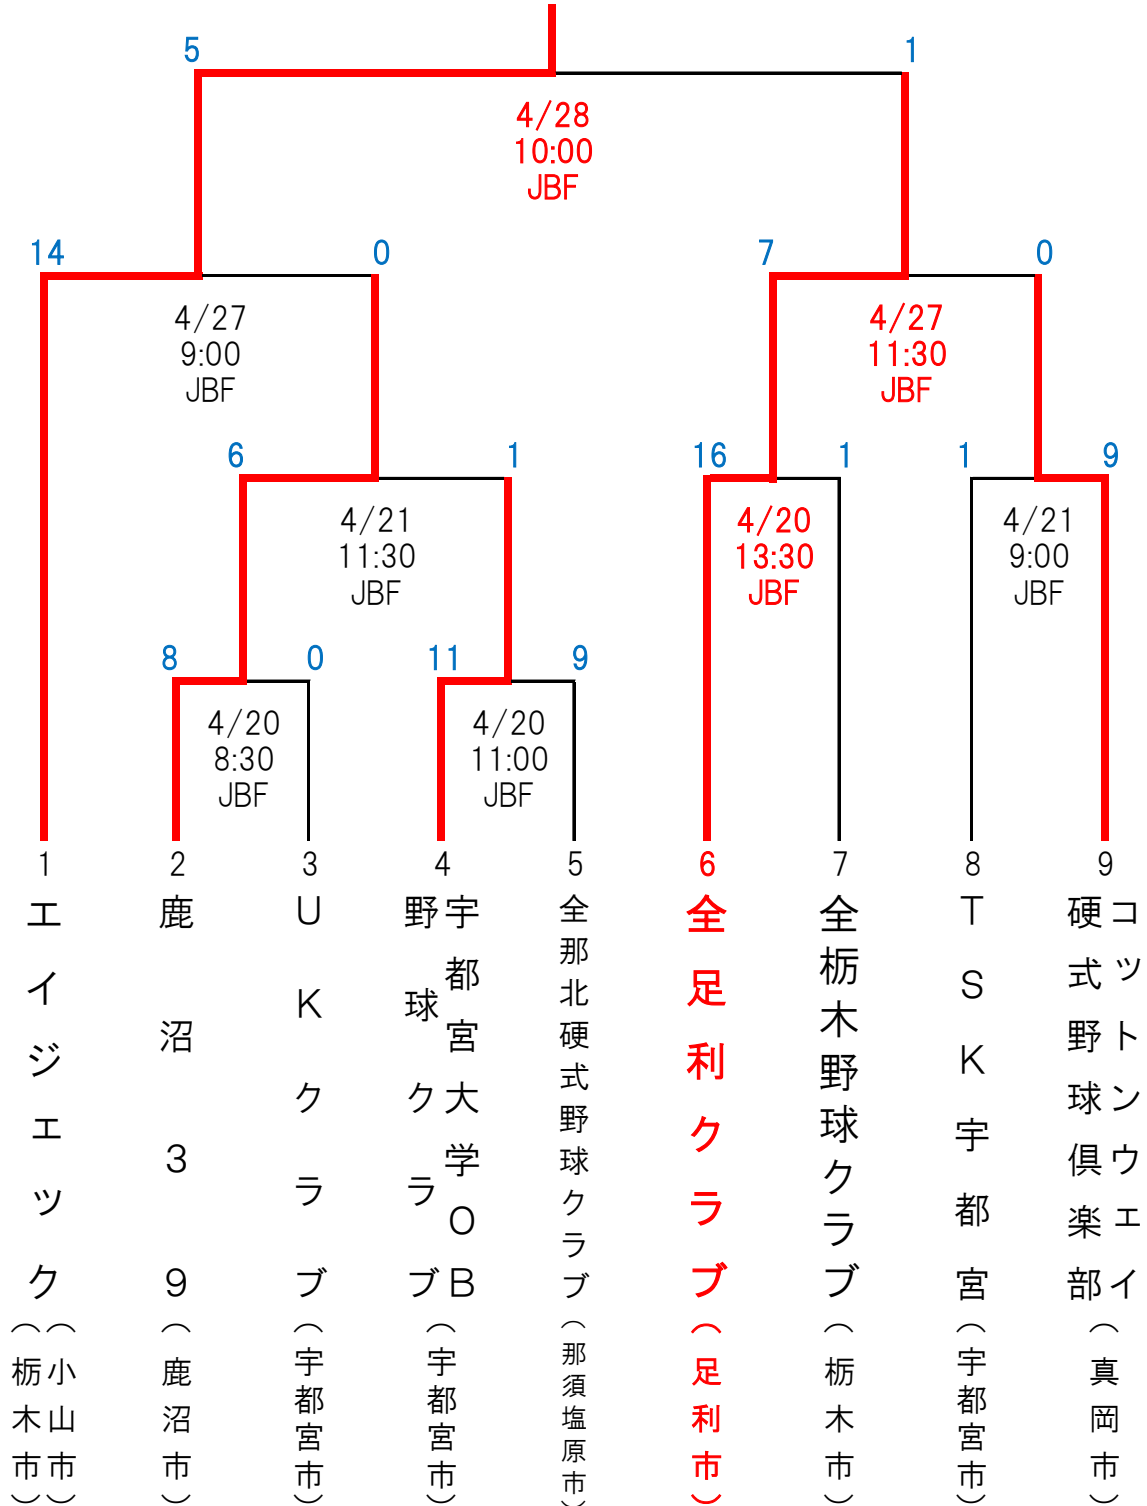 5
1
4/28
10:00
JBF
14
0
7
0
4/27
9:00
JBF
4/27
11:30
JBF
6
1
16
1
1
9
4/21
11:30
JBF
4/20
13:30
JBF
4/21
9:00
JBF
8
0
11
9
4/20
8:30
JBF
4/20
11:00
JBF
1
エイジェック
(小山市)
(栃木市)
2
鹿沼39
(鹿沼市)
3
UKクラブ
(宇都宮市)
4
宇都宮大学OB
野球クラブ
(宇都宮市)
5
全那北硬式野球クラブ
(那須塩原市)
6
全足利クラブ
(足利市)
7
全栃木野球クラブ
(栃木市)
8
TSK宇都宮
(宇都宮市)
9
コットンウェイ
硬式野球倶楽部
(真岡市)